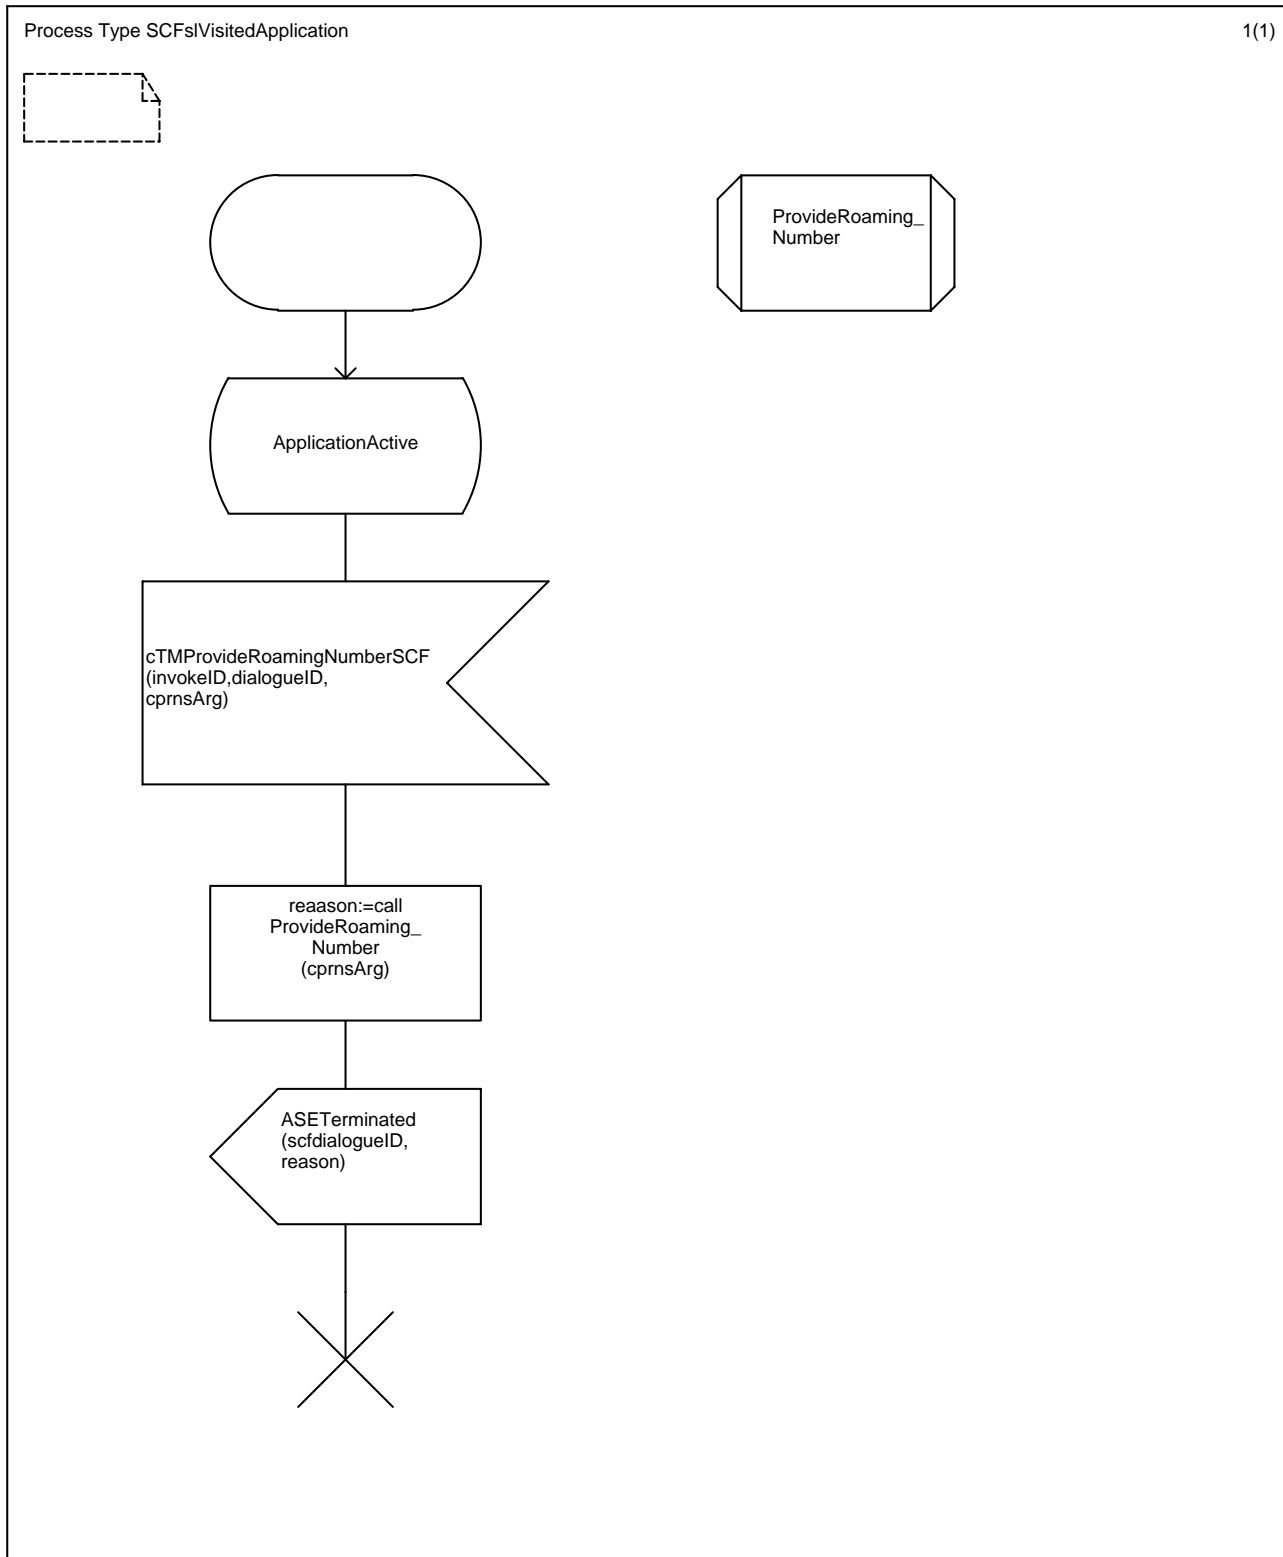 Process Type SCFslVisitedApplication
1(1)
ProvideRoaming_
Number
ApplicationActive
cTMProvideRoamingNumberSCF
(invokeID,dialogueID,
cprnsArg)
reaason:=call
ProvideRoaming_
Number
(cprnsArg)
ASETerminated
(scfdialogueID,
reason)